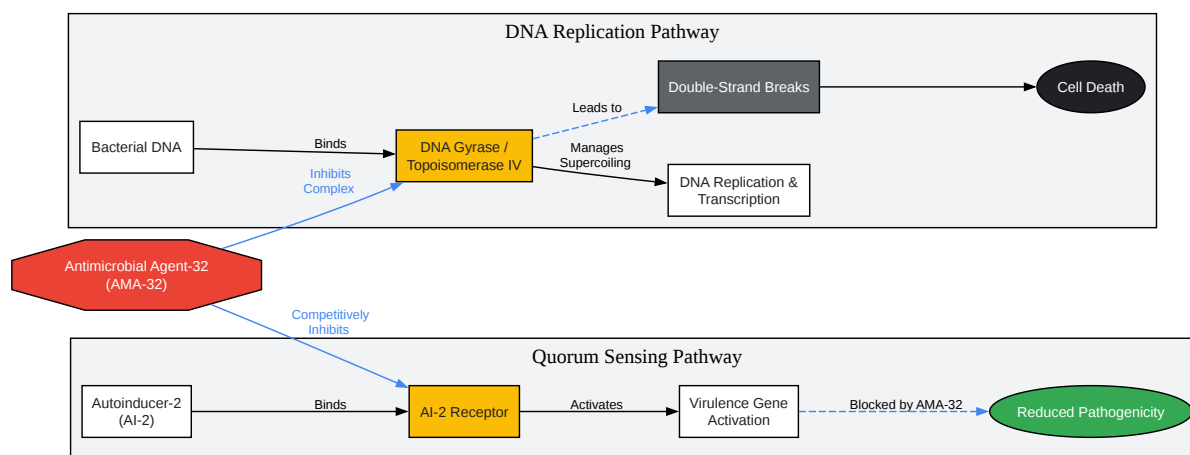 DNA Replication Pathway
Double-Strand Breaks
Cell Death
Leads to
Bacterial DNA
Binds
DNA Gyrase /
Topoisomerase IV
Manages
Supercoiling
DNA Replication &
Transcription
Inhibits
Complex
Antimicrobial Agent-32
(AMA-32)
Competitively
Inhibits
Quorum Sensing Pathway
Autoinducer-2
(AI-2)
Binds
AI-2 Receptor
Activates
Virulence Gene
Activation
Blocked by AMA-32
Reduced Pathogenicity